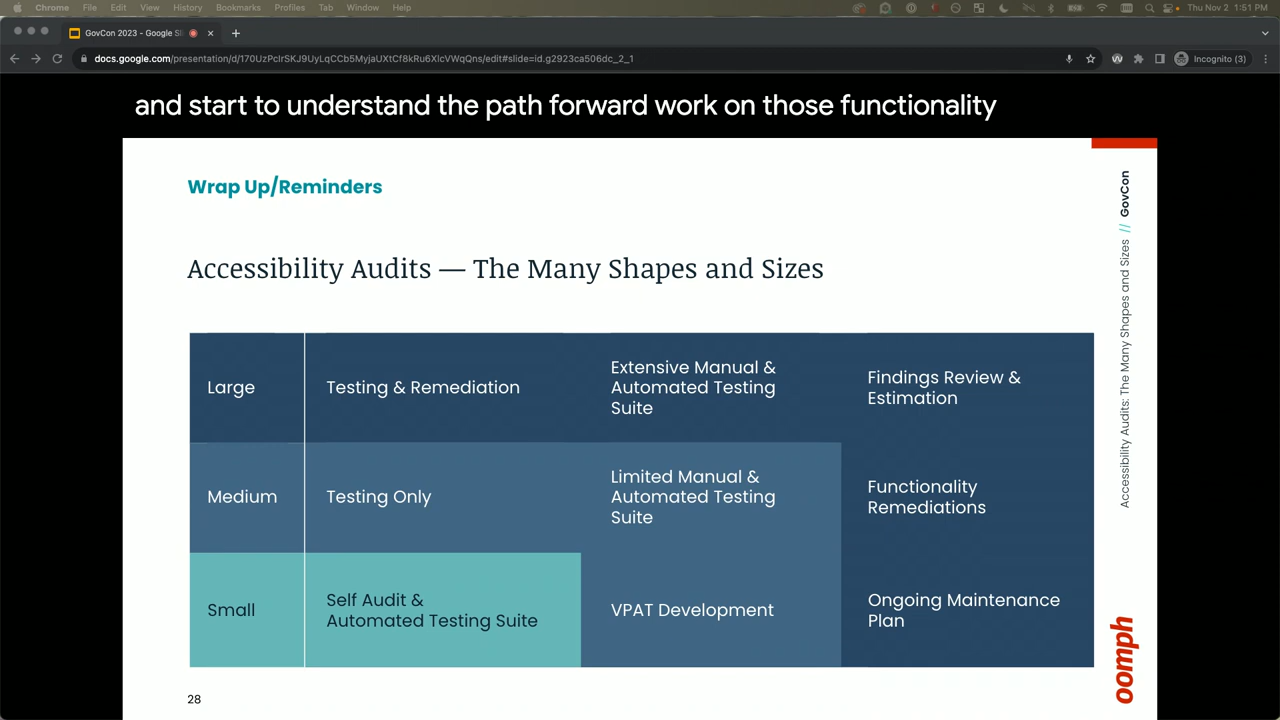 Chrome File Edit View History Bookmarks Profiles Tab Window Help
Thu Nov 2 1:51 PM
GovCon 2023 - Google Sl
docs.google.com/presentation/d/170UzPcIrSKJ9UyLqCCb5MyjaUXtCf8kRu6XlcVWqQns/edit#slide=id.g2923ca506dc_2_1
Incognito (3)
and start to understand the path forward work on those functionality
Wrap Up/Reminders
Accessibility Audits — The Many Shapes and Sizes
Large
Testing & Remediation
Extensive Manual &
Automated Testing
Suite
Findings Review &
Estimation
Medium
Testing Only
Limited Manual &
Automated Testing
Suite
Functionality
Remediations
Small
Self Audit &
Automated Testing Suite
VPAT Development
Ongoing Maintenance
Plan
28
Accessibility Audits: The Many Shapes and Sizes // GovCon
oomph